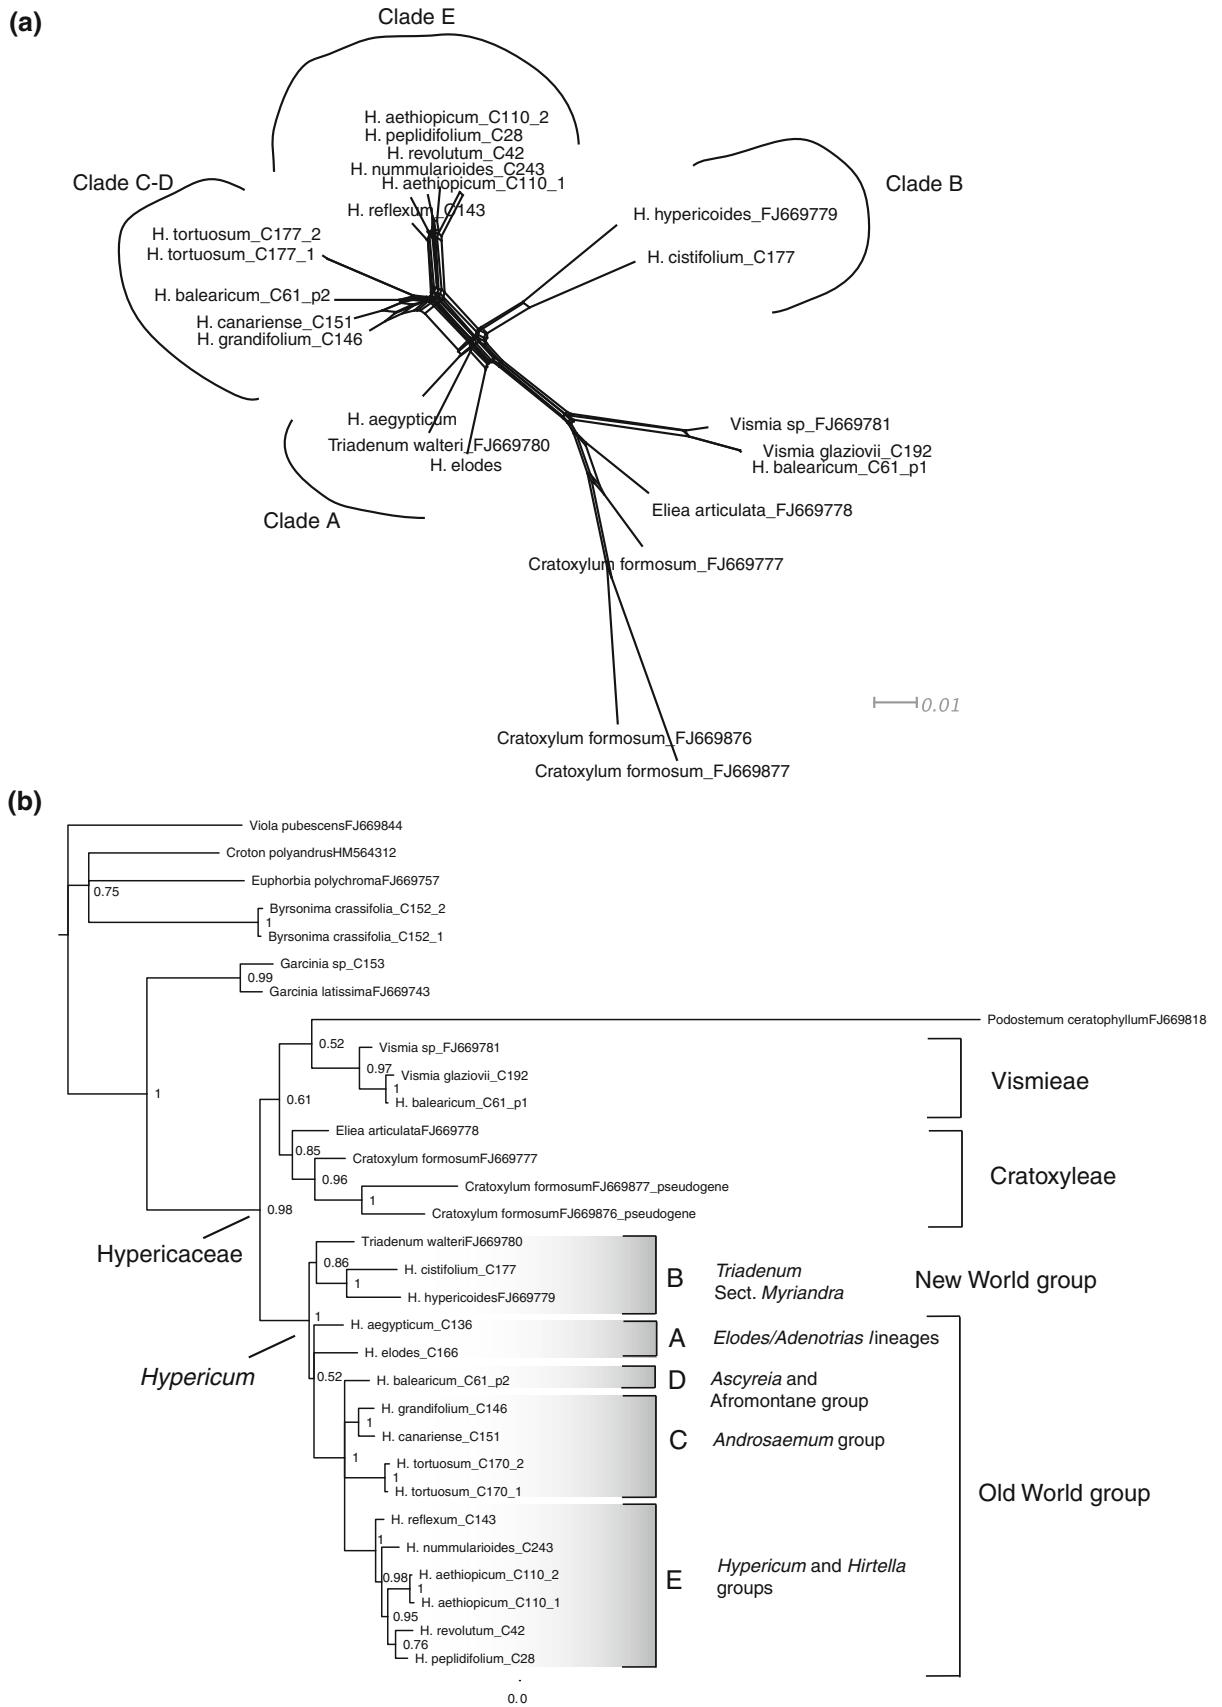 (a)
Clade E
H. aethiopicum_C110_2
H. peplidifolium_C28
H. revolutum_C42
H. nummularioides_C243
H. aethiopicum_C110_1
H. reflexum_C143
Clade C-D
H. tortuosum_C177_2
H. tortuosum_C177_1
H. balearicum_C61_p2
H. canariense_C151
H. grandifolium_C146
Clade B
H. hypericoides_FJ669779
H. cistifolium_C177
H. aegypticum
Triadenum walteri_FJ669780
H. elodes
Clade A
Vismia sp_FJ669781
Vismia glaziovii_C192
H. balearicum_C61_p1
Eliea articulata_FJ669778
Cratoxylum formosum_FJ669777
0.01
Cratoxylum formosum_FJ669876
Cratoxylum formosum_FJ669877
(b)
Viola pubescensFJ669844
Croton polyandrusHM564312
Euphorbia polychromaFJ669757
0.75
Byrsonima crassifolia_C152_2
1
Byrsonima crassifolia_C152_1
Garcinia sp_C153
0.99
Garcinia latissimaFJ669743
Podostemum ceratophyllumFJ669818
0.52
Vismia sp_FJ669781
0.97
Vismia glaziovii_C192
1
H. balearicum_C61_p1
Vismieae
1
0.61
Eliea articulataFJ669778
0.85
Cratoxylum formosumFJ669777
0.96
Cratoxylum formosumFJ669877_pseudogene
1
Cratoxylum formosumFJ669876_pseudogene
Cratoxyleae
0.98
Hypericaceae
Triadenum walteriFJ669780
0.86
H. cistifolium_C177
1
H. hypericoidesFJ669779
B
Triadenum
Sect. Myriandra
New World group
1
H. aegypticum_C136
H. elodes_C166
A
Elodes/Adenotrias lineages
Hypericum
0.52
H. balearicum_C61_p2
D
Ascyreia and
Afromontane group
H. grandifolium_C146
1
H. canariense_C151
C
Androsaemum group
1
H. tortuosum_C170_2
1
H. tortuosum_C170_1
Old World group
H. reflexum_C143
1
H. nummularioides_C243
0.98
H. aethiopicum_C110_2
1
H. aethiopicum_C110_1
0.95
H. revolutum_C42
0.76
H. peplidifolium_C28
E
Hypericum and Hirtella
groups
0.0